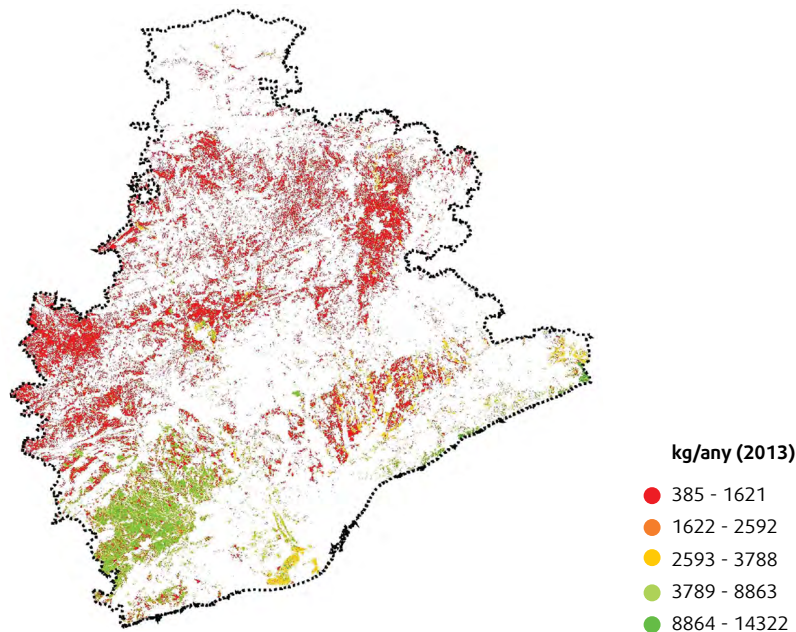 kg/any (2013)
385 - 1621
1622 - 2592
2593 - 3788
3789 - 8863
8864 - 14322